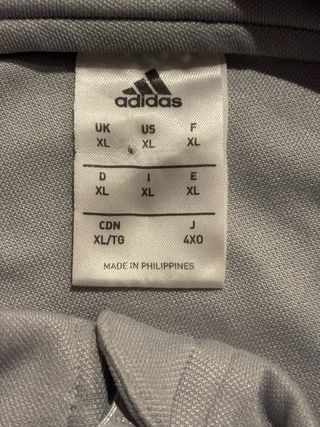 adidas
UK US F
XL XL XL
D I E
XL XL XL
CDN J
XL/TG 4XO
MADE IN PHILIPPINES